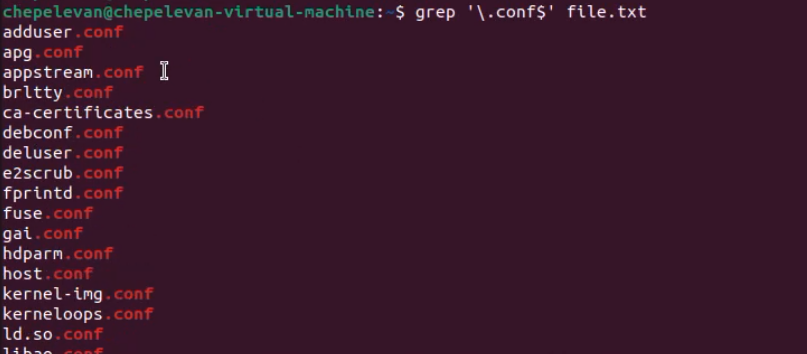 chepelevan@chepelevan-virtual-machine:~$ grep '\.conf$' file.txt
adduser.conf
apg.conf
appstream.conf
brltty.conf
ca-certificates.conf
debconf.conf
deluser.conf
e2scrub.conf
fprintd.conf
fuse.conf
gai.conf
hdparm.conf
host.conf
kernel-img.conf
kerneloops.conf
ld.so.conf
libao.conf